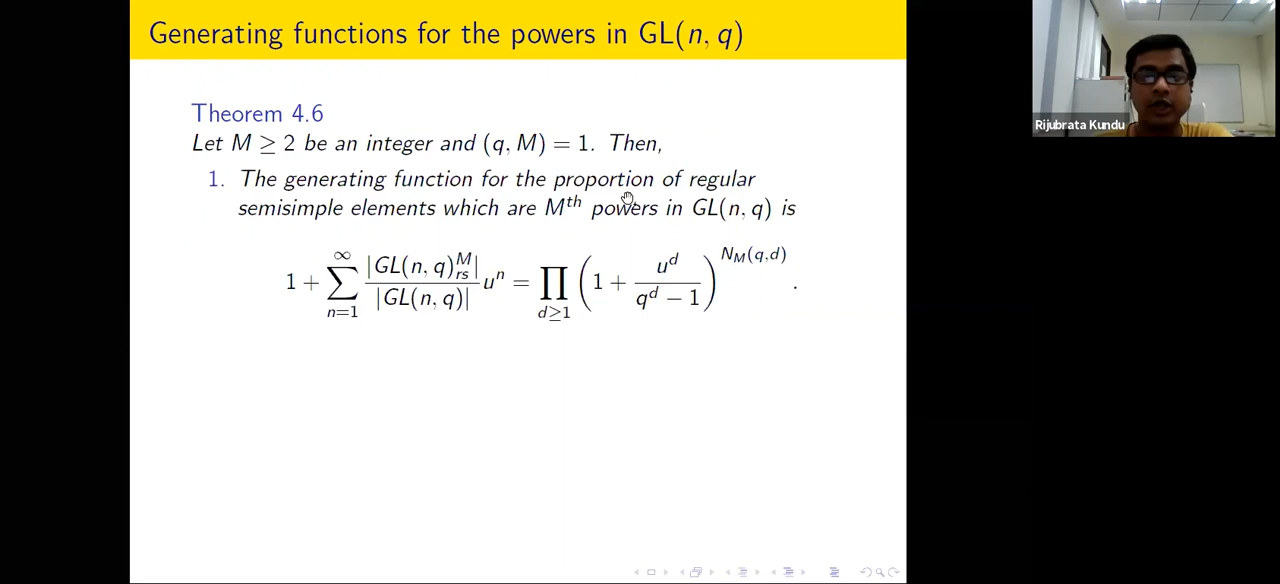 Generating functions for the powers in GL(n, q)
Rijubrata Kundu
Theorem 4.6
Let M ≥ 2 be an integer and (q, M) = 1. Then,
1. The generating function for the proportion of regular
semisimple elements which are M^th powers in GL(n, q) is
1 + ∑_{n=1}^{∞} |GL(n, q)^M_rs| / |GL(n, q)| u^n = ∏_{d≥1} (1 + u^d / (q^d − 1))^{N_M(q,d)} .